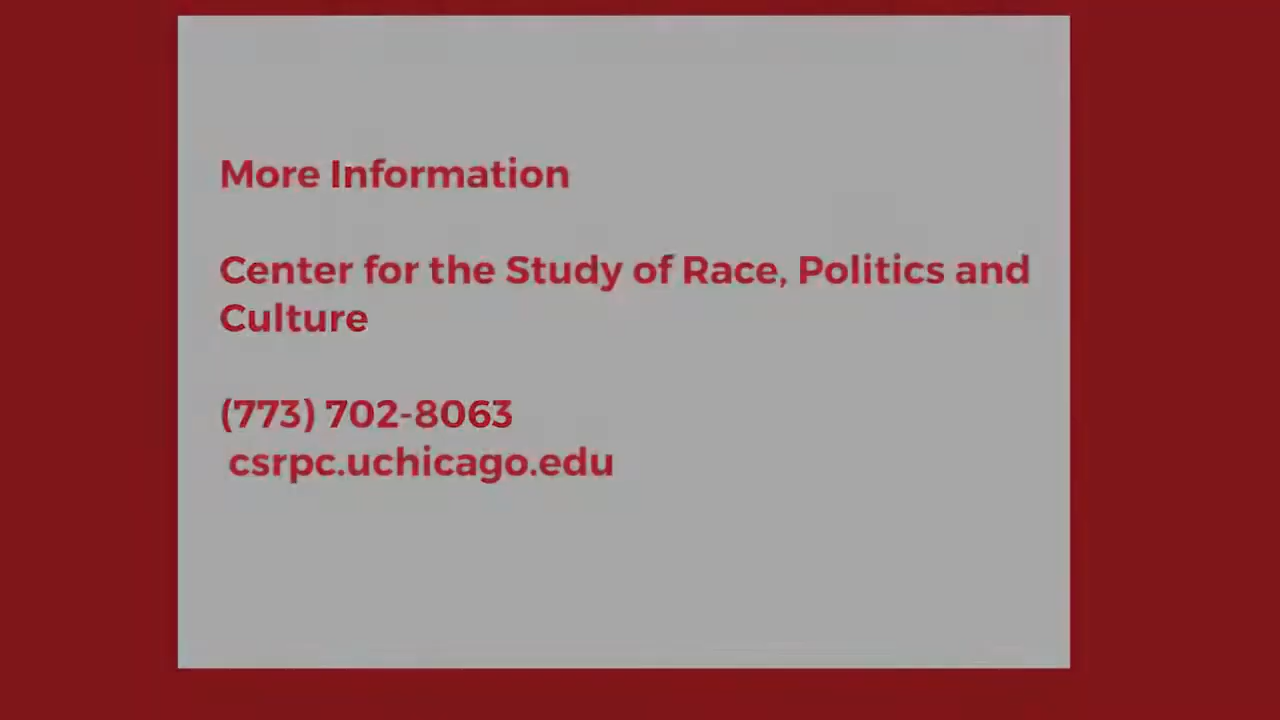 More Information
Center for the Study of Race, Politics and
Culture
(773) 702-8063
csrpc.uchicago.edu